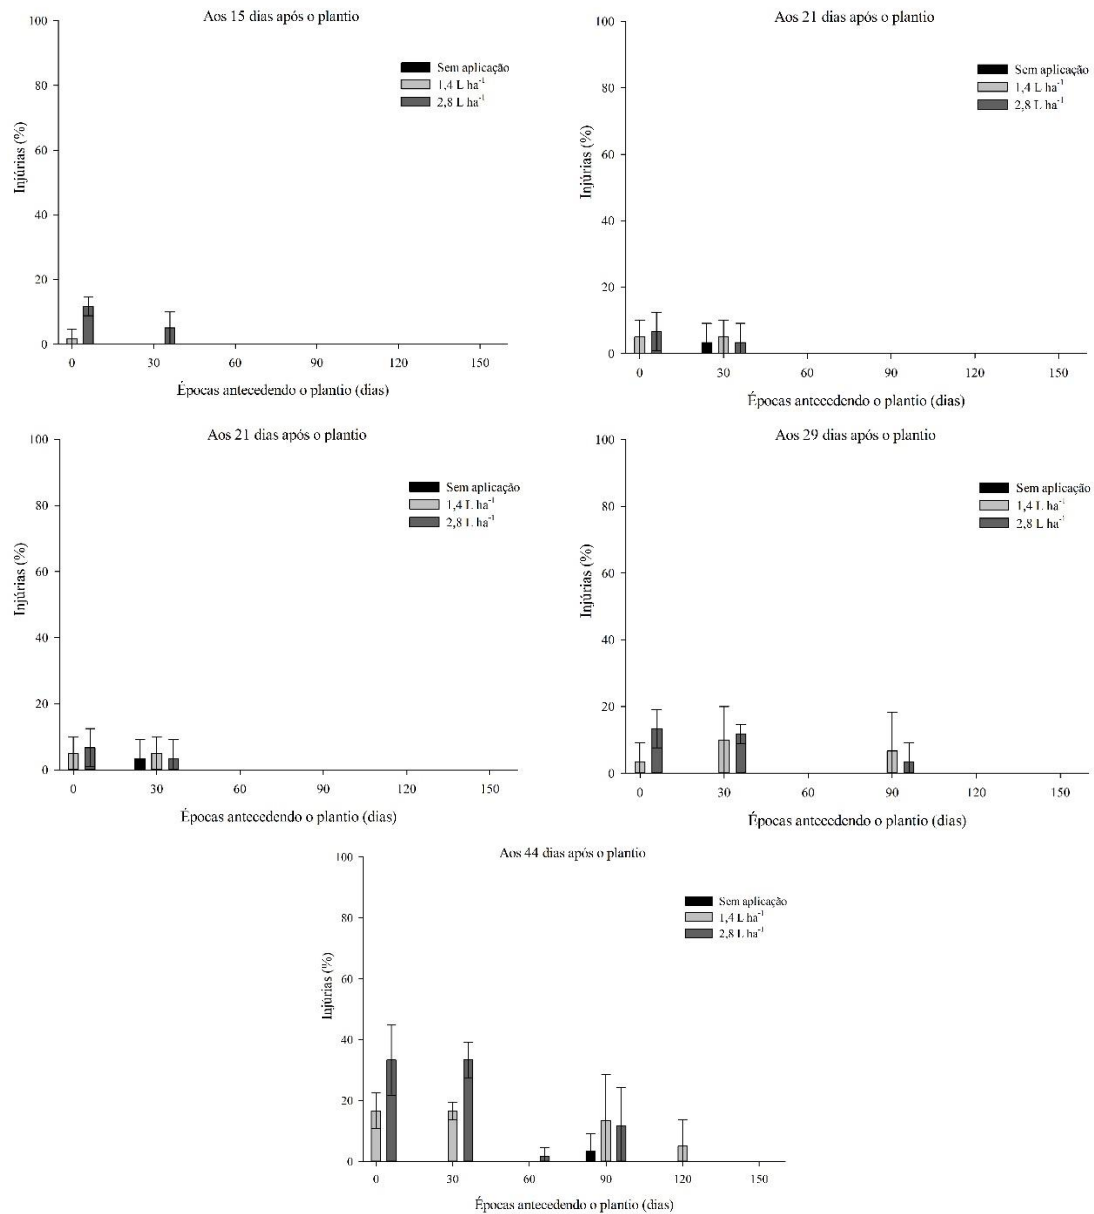 Aos 15 dias após o plantio
100
80
60
40
20
0
Injúrias (%)
Sem aplicação
1,4 L ha⁻¹
2,8 L ha⁻¹
0 30 60 90 120 150
Épocas antecedendo o plantio (dias)
Aos 21 dias após o plantio
100
80
60
40
20
0
Injúrias (%)
Sem aplicação
1,4 L ha⁻¹
2,8 L ha⁻¹
0 30 60 90 120 150
Épocas antecedendo o plantio (dias)
Aos 21 dias após o plantio
100
80
60
40
20
0
Injúrias (%)
Sem aplicação
1,4 L ha⁻¹
2,8 L ha⁻¹
0 30 60 90 120 150
Épocas antecedendo o plantio (dias)
Aos 29 dias após o plantio
100
80
60
40
20
0
Injúrias (%)
Sem aplicação
1,4 L ha⁻¹
2,8 L ha⁻¹
0 30 60 90 120 150
Épocas antecedendo o plantio (dias)
Aos 44 dias após o plantio
100
80
60
40
20
0
Injúrias (%)
Sem aplicação
1,4 L ha⁻¹
2,8 L ha⁻¹
0 30 60 90 120 150
Épocas antecedendo o plantio (dias)